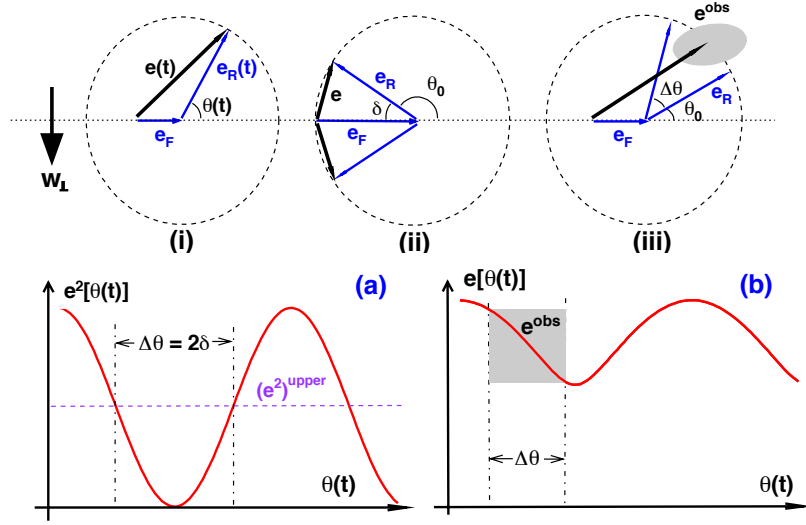 e(t)
e_R(t)
θ(t)
e_F
w_⊥
(i)
e_R
θ_0
e
δ
e_F
(ii)
e^obs
Δθ
e_R
θ_0
e_F
(iii)
e²[θ(t)]
(a)
Δθ = 2δ
(e²)^upper
θ(t)
e[θ(t)]
(b)
e^obs
Δθ
θ(t)